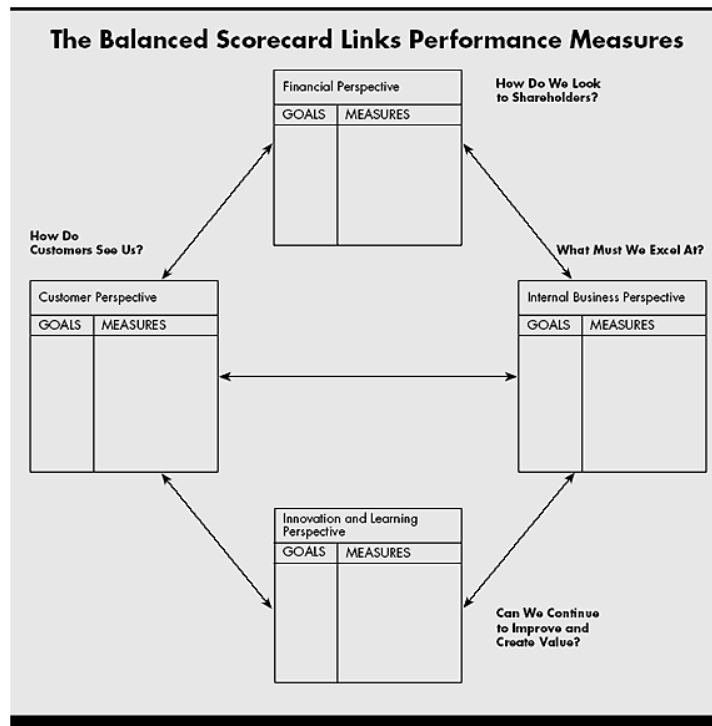 The Balanced Scorecard Links Performance Measures
Financial Perspective
GOALS MEASURES
How Do We Look
to Shareholders?
How Do
Customers See Us?
What Must We Excel At?
Customer Perspective
GOALS MEASURES
Internal Business Perspective
GOALS MEASURES
Innovation and Learning
Perspective
GOALS MEASURES
Can We Continue
to Improve and
Create Value?